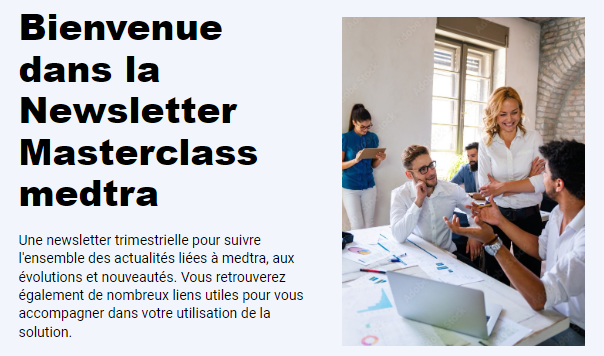 Bienvenue
dans la
Newsletter
Masterclass
medtra
Une newsletter trimestrielle pour suivre
l'ensemble des actualités liées à medtra, aux
évolutions et nouveautés. Vous retrouverez
également de nombreux liens utiles pour vous
accompagner dans votre utilisation de la
solution.